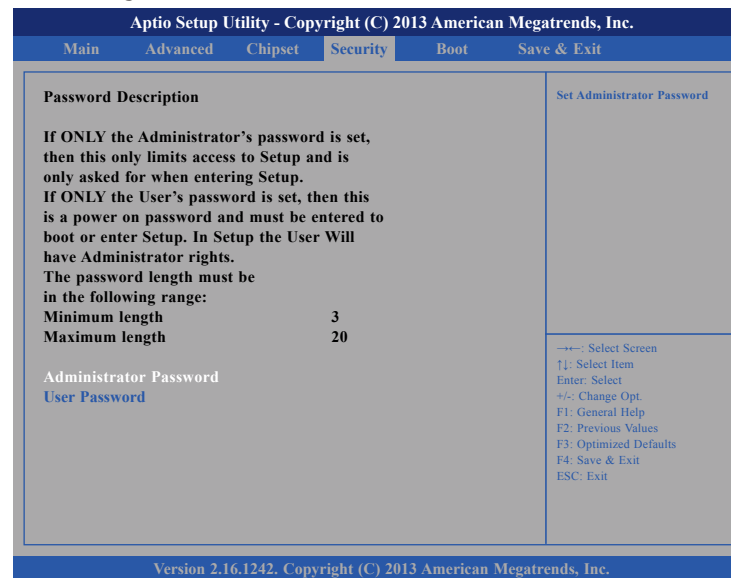 Aptio Setup Utility - Copyright (C) 2013 American Megatrends, Inc.
Main Advanced Chipset Security Boot Save & Exit
Password Description
If ONLY the Administrator's password is set,
then this only limits access to Setup and is
only asked for when entering Setup.
If ONLY the User's password is set, then this
is a power on password and must be entered to
boot or enter Setup. In Setup the User Will
have Administrator rights.
The password length must be
in the following range:
Minimum length 3
Maximum length 20
Administrator Password
User Password
Set Administrator Password
→←: Select Screen
↑↓: Select Item
Enter: Select
+/-: Change Opt.
F1: General Help
F2: Previous Values
F3: Optimized Defaults
F4: Save & Exit
ESC: Exit
Version 2.16.1242. Copyright (C) 2013 American Megatrends, Inc.